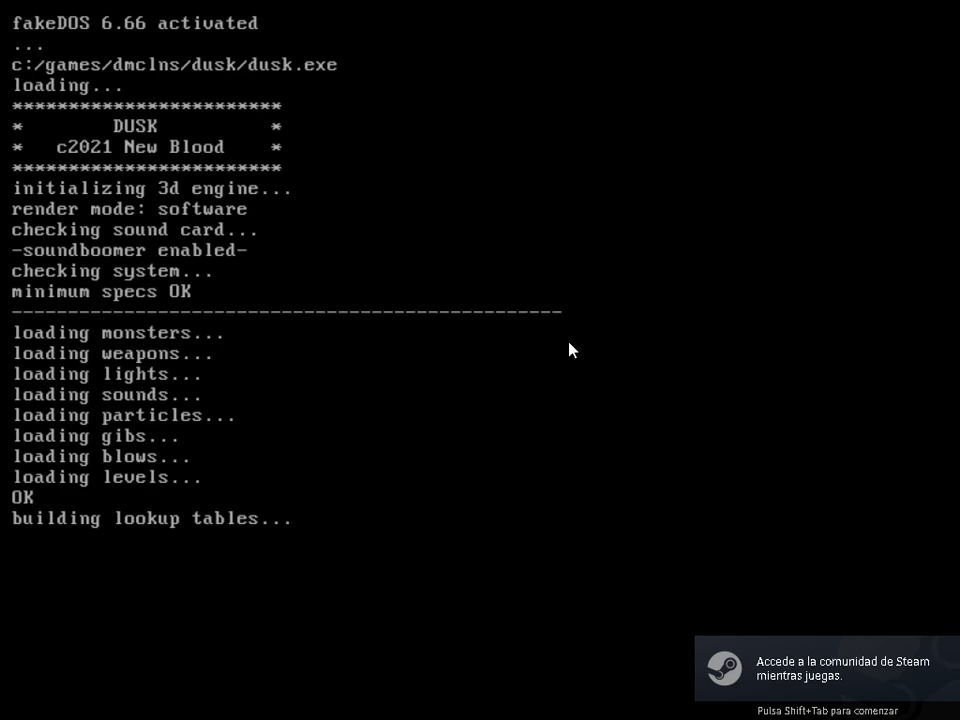 fakeDOS 6.66 activated
...
c:/games/dmclns/dusk/dusk.exe
loading...
************************
* DUSK *
* c2021 New Blood *
************************
initializing 3d engine...
render mode: software
checking sound card...
-soundboomer enabled-
checking system...
minimum specs OK
-------------------------------------------------
loading monsters...
loading weapons...
loading lights...
loading sounds...
loading particles...
loading gibs...
loading blows...
loading levels...
OK
building lookup tables...
Accede a la comunidad de Steam
mientras juegas.
Pulsa Shift+Tab para comenzar